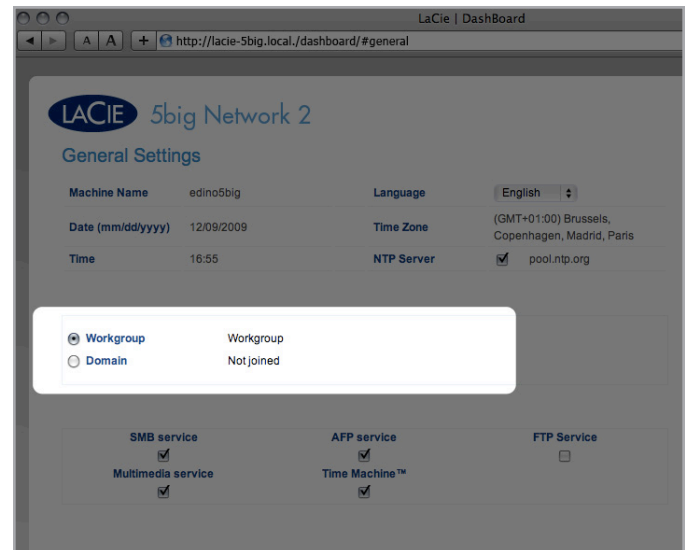 LaCie | DashBoard
A A + http://lacie-5big.local./dashboard/#general
LACIE 5big Network 2
General Settings
Machine Name edino5big Language English
Date (mm/dd/yyyy) 12/09/2009 Time Zone (GMT+01:00) Brussels,
Copenhagen, Madrid, Paris
Time 16:55 NTP Server pool.ntp.org
Workgroup Workgroup
Domain Not joined
SMB service AFP service FTP Service
Multimedia service Time Machine™